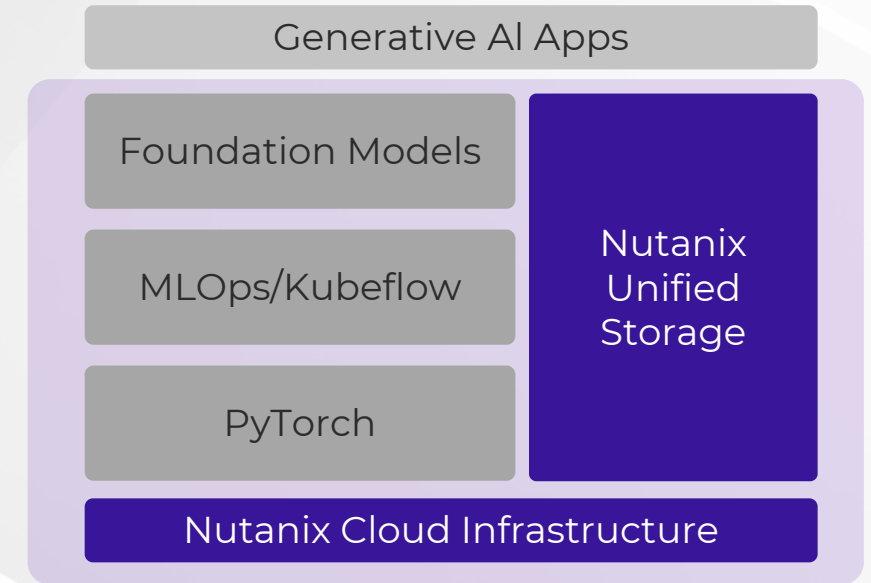 Generative AI Apps
Foundation Models
MLOps/Kubeflow
PyTorch
Nutanix
Unified
Storage
Nutanix Cloud Infrastructure